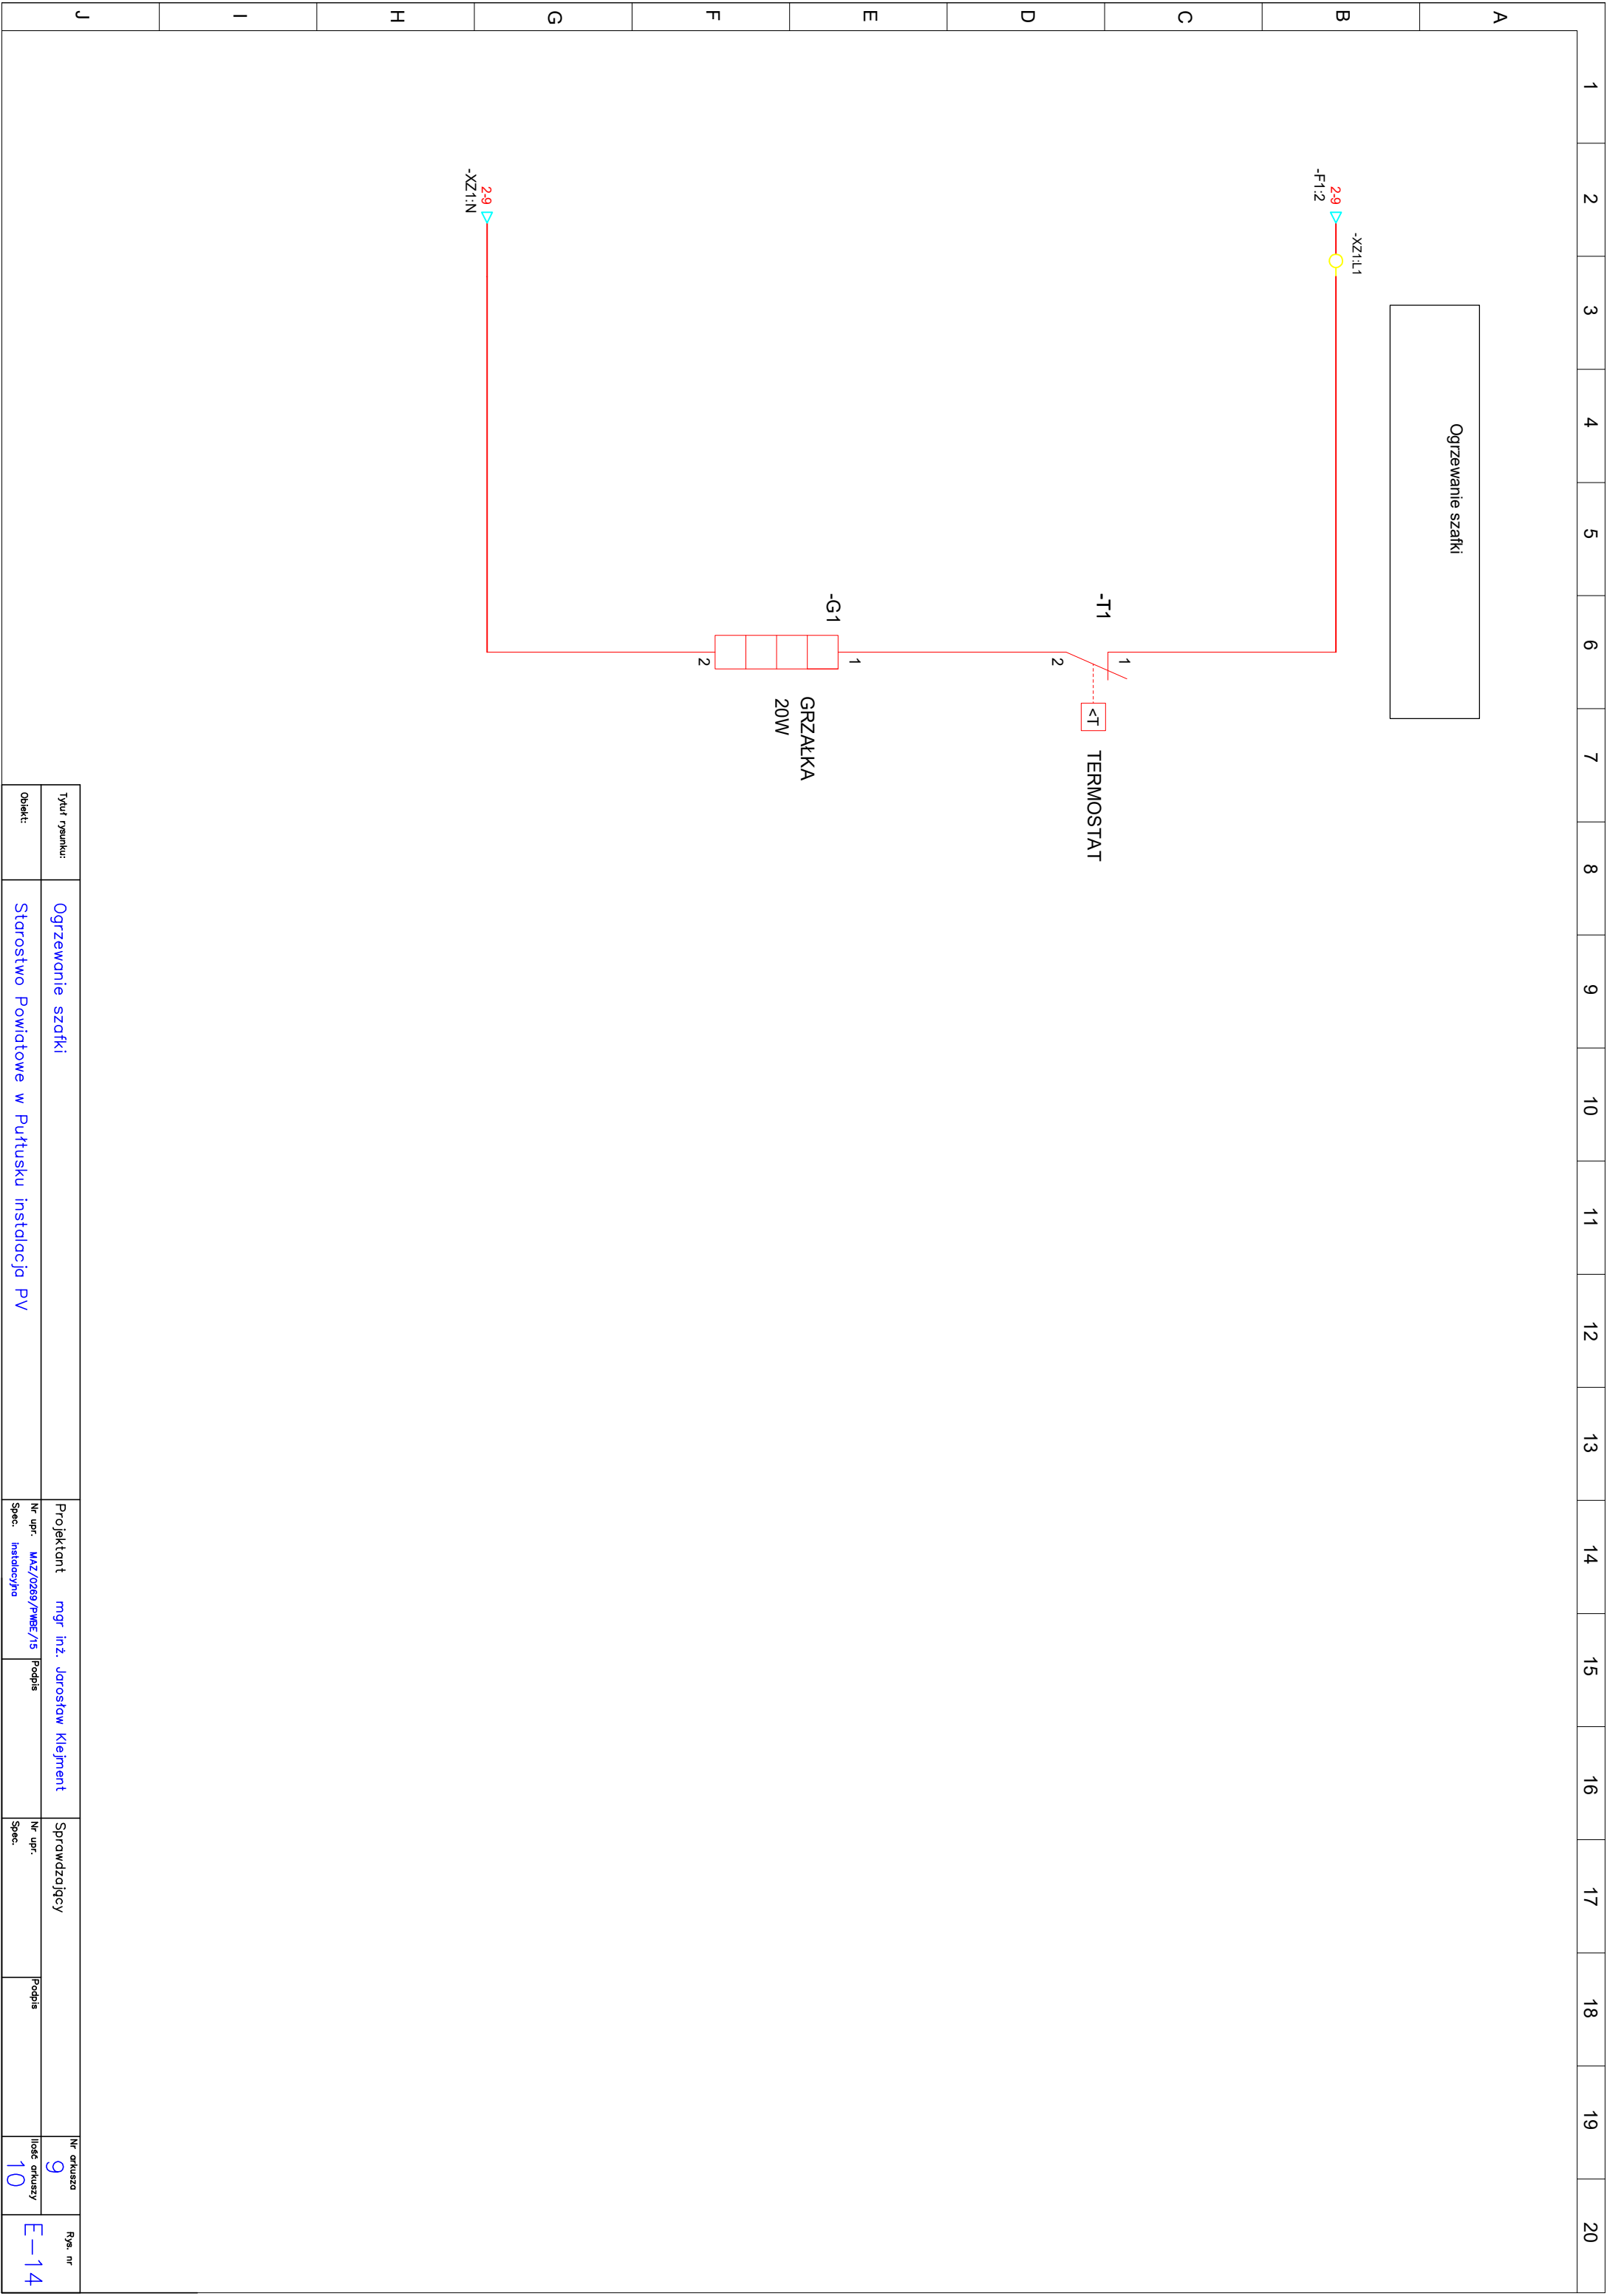 1 2 3 4 5 6 7 8 9 10 11 12 13 14 15 16 17 18 19 20
A
B
C
D
E
F
G
H
I
J
Ogrzewanie szafki
-XZ1:L1
2-9
-F1:2
-T1
1
2
<T
TERMOSTAT
-G1
1
2
GRZAŁKA
20W
2-9
-XZ1:N
Tytuł rysunku:
Ogrzewanie szafki
Obiekt:
Starostwo Powiatowe w Pułtusku instalacja PV
Projektant mgr inż. Jarosław Klejment
Nr upr. MAZ/0269/PWBE/15
Spec. instalacyjna
Podpis
Sprawdzający
Nr upr.
Spec.
Podpis
Nr arkusza
9
Ilość arkuszy
10
Rys. nr
E-14